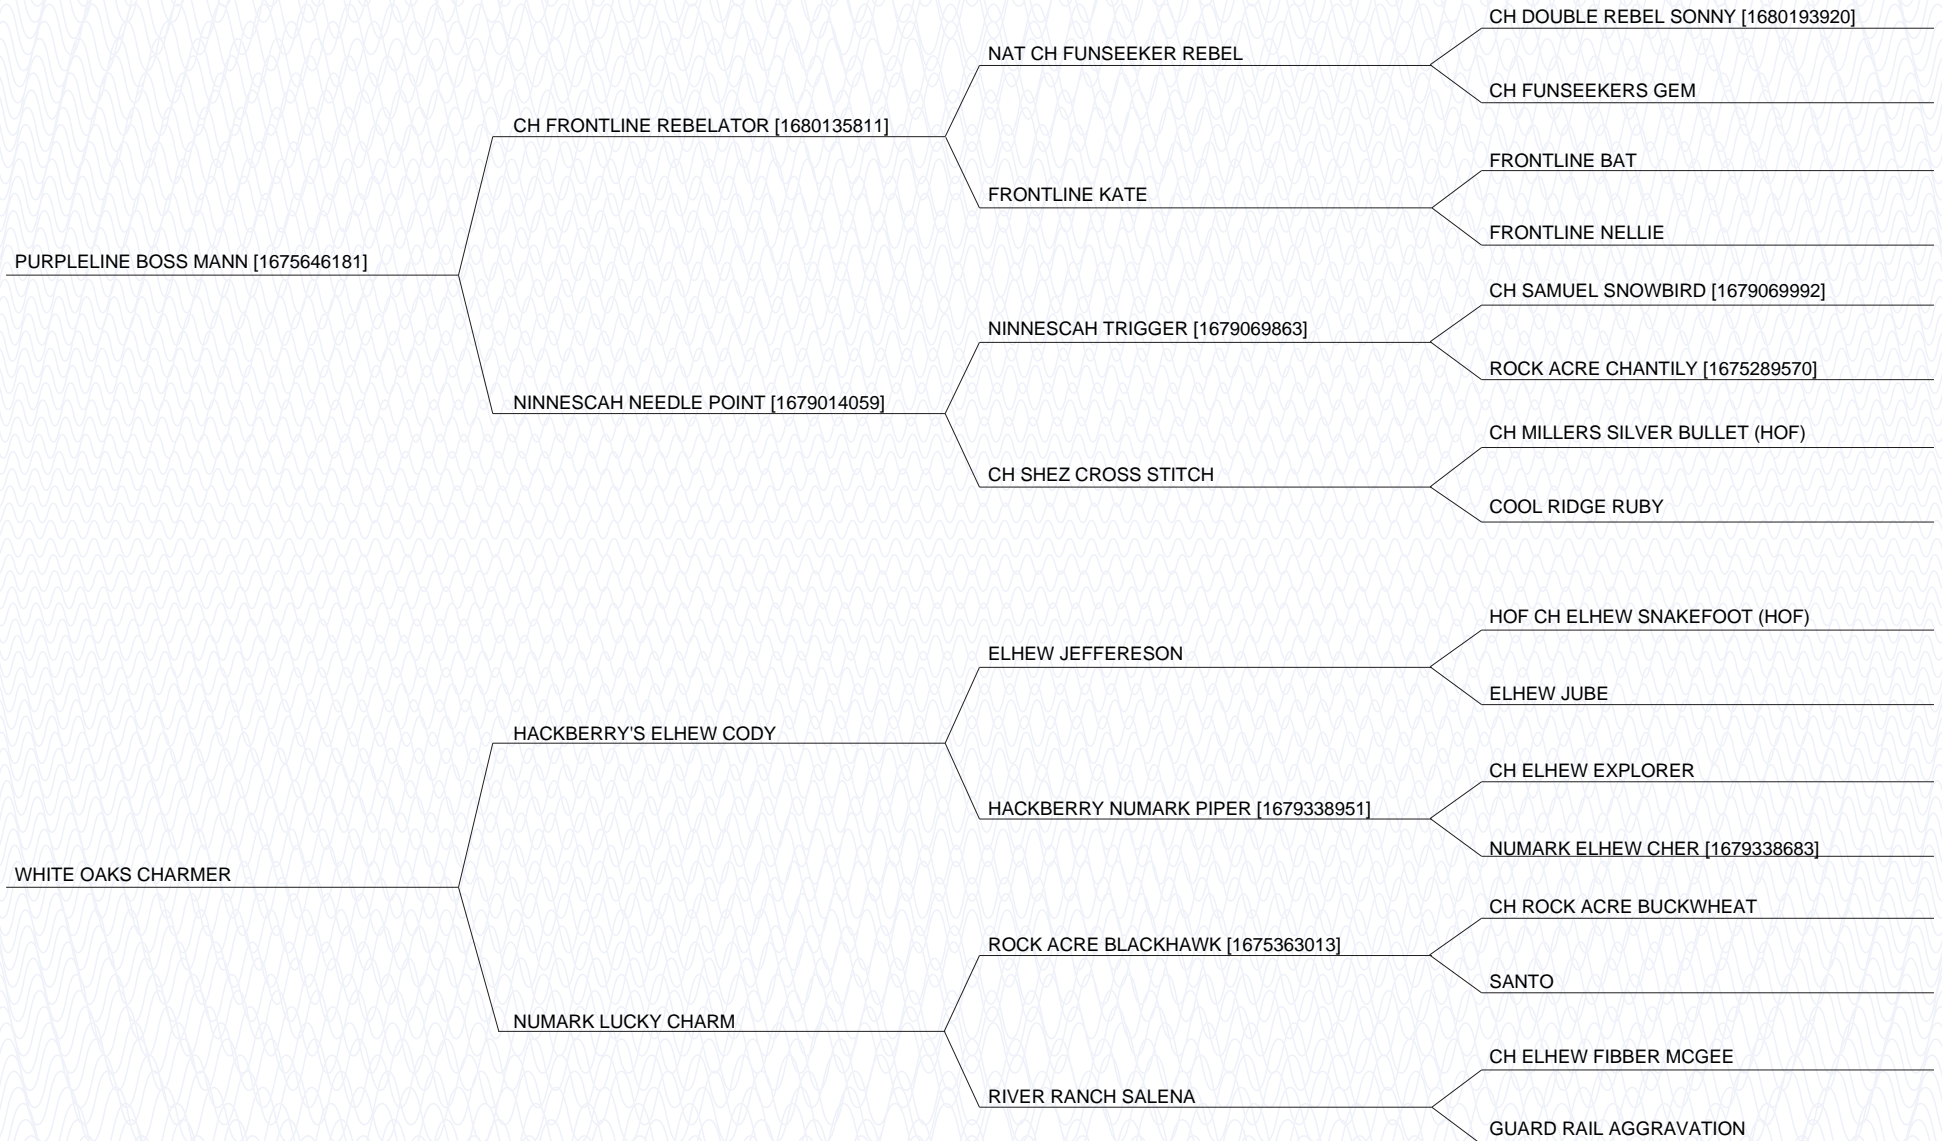 CH DOUBLE REBEL SONNY [1680193920]
NAT CH FUNSEEKER REBEL
CH FUNSEEKERS GEM
CH FRONTLINE REBELATOR [1680135811]
FRONTLINE BAT
FRONTLINE KATE
FRONTLINE NELLIE
PURPLELINE BOSS MANN [1675646181]
CH SAMUEL SNOWBIRD [1679069992]
NINNESCAH TRIGGER [1679069863]
ROCK ACRE CHANTILY [1675289570]
NINNESCAH NEEDLE POINT [1679014059]
CH MILLERS SILVER BULLET (HOF)
CH SHEZ CROSS STITCH
COOL RIDGE RUBY
HOF CH ELHEW SNAKEFOOT (HOF)
ELHEW JEFFERESON
ELHEW JUBE
HACKBERRY'S ELHEW CODY
CH ELHEW EXPLORER
HACKBERRY NUMARK PIPER [1679338951]
NUMARK ELHEW CHER [1679338683]
WHITE OAKS CHARMER
CH ROCK ACRE BUCKWHEAT
ROCK ACRE BLACKHAWK [1675363013]
SANTO
NUMARK LUCKY CHARM
CH ELHEW FIBBER MCGEE
RIVER RANCH SALENA
GUARD RAIL AGGRAVATION